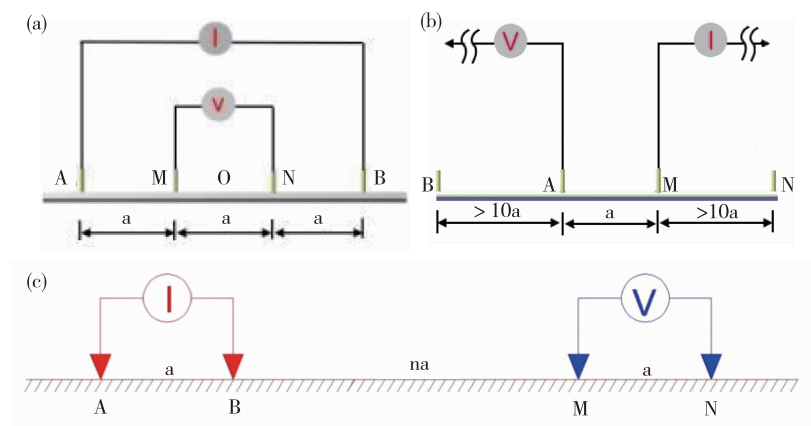 (a)
I
V
A M O N B
a a a
(b)
V I
B A M N
> 10a a >10a
(c)
I V
a na a
A B M N